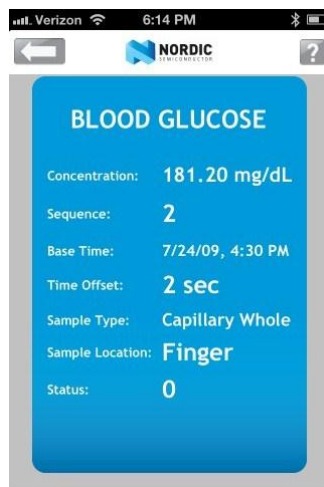 Verizon 6:14 PM
NORDIC
SEMICONDUCTOR
?
BLOOD GLUCOSE
Concentration: 181.20 mg/dL
Sequence: 2
Base Time: 7/24/09, 4:30 PM
Time Offset: 2 sec
Sample Type: Capillary Whole
Sample Location: Finger
Status: 0